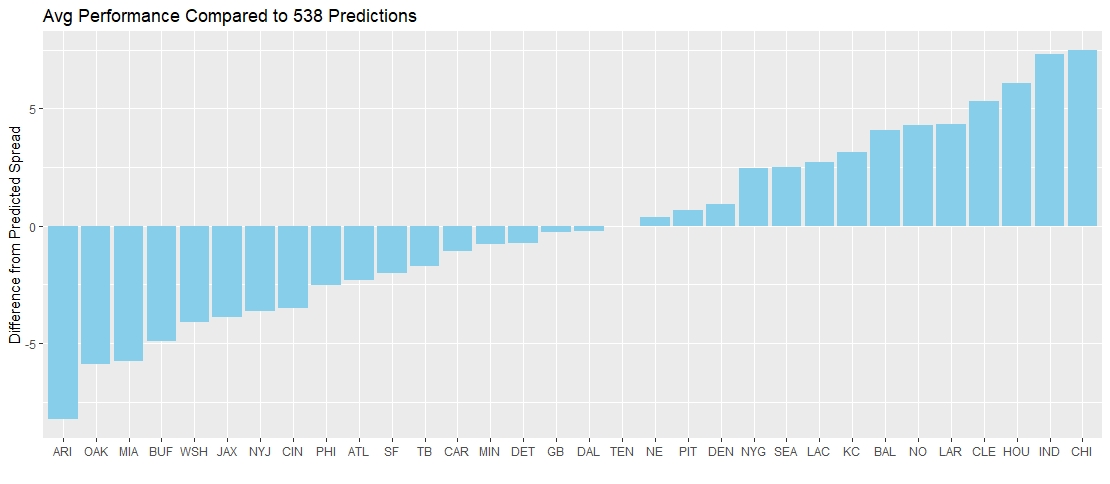 Avg Performance Compared to 538 Predictions
Difference from Predicted Spread
5
0
-5
ARI OAK MIA BUF WSH JAX NYJ CIN PHI ATL SF TB CAR MIN DET GB DAL TEN NE PIT DEN NYG SEA LAC KC BAL NO LAR CLE HOU IND CHI